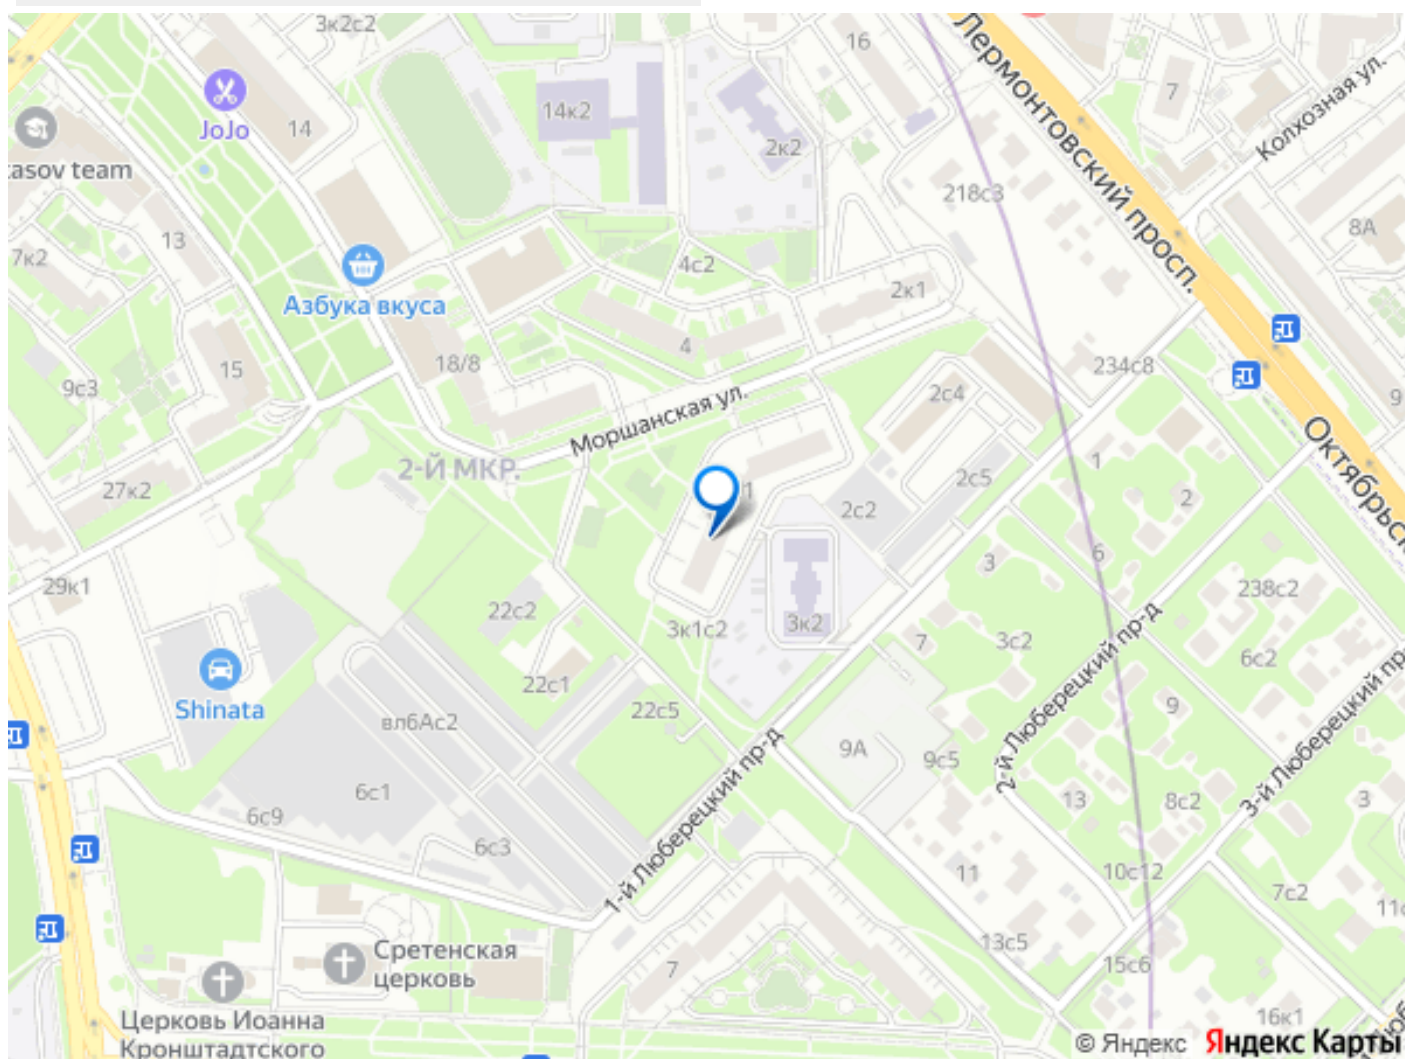 3к2с2
16
Лермонтовский просп.
7
Колхозная ул.
JoJo
14
14к2
2к2
asov team
218с3
8А
13
7к2
4с2
2к1
Азбука вкуса
4
18/8
15
9с3
234с8
2с4
9
Моршанская ул.
Октябрьс
2-Й МКР.
1
27к2
2с5
2
2с2
3
6
29к1
238с2
22с2
3к1с2
3к2
7
3с2
6с2
2-й Люберецкий пр-д
22с1
Shinata
вл6Ас2
22с5
9
3-й Люберецкий пр
9А
9с5
6с1
13
8с2
3
6с9
6с3
1-й Люберецкий пр-д
11
10с12
7с2
Сретенская
церковь
7
13с5
15с6
16к1
Церковь Иоанна
Кронштадтского
© Яндекс Яндекс Карты